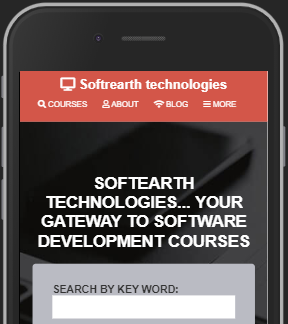 Softrearth technologies
COURSES ABOUT BLOG MORE
SOFTEARTH
TECHNOLOGIES... YOUR
GATEWAY TO SOFTWARE
DEVELOPMENT COURSES
SEARCH BY KEY WORD: